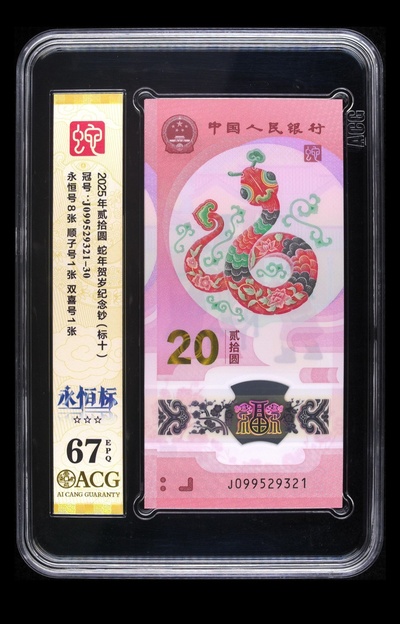 2025年贰拾圆 蛇年贺岁纪念钞(标十)
冠号:J099529321-30
永恒号8张 顺子号1张 双喜号1张
永恒标
☆☆☆
67 EPQ
ACG
AI CANG GUARANTY
ACG
中国人民银行
20 贰拾圆
J099529321